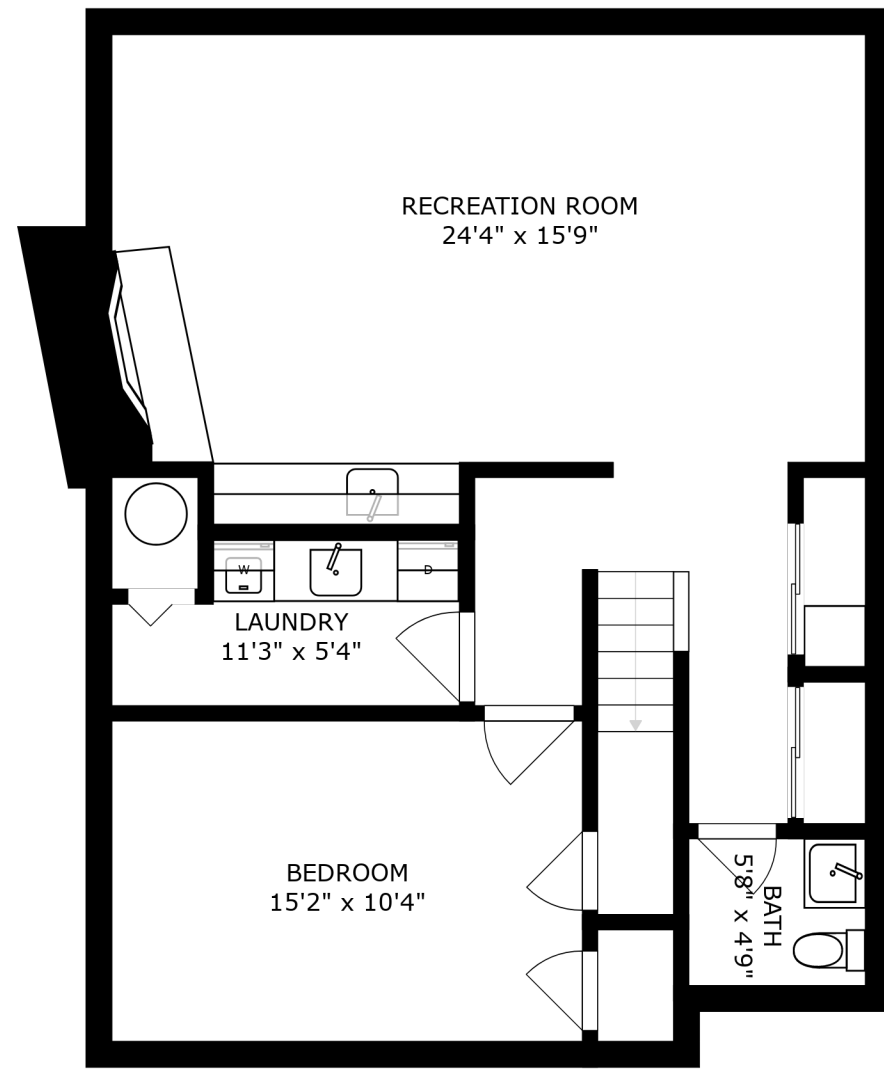 RECREATION ROOM
24'4" x 15'9"
W
D
LAUNDRY
11'3" x 5'4"
BEDROOM
15'2" x 10'4"
BATH
5'8" x 4'9"